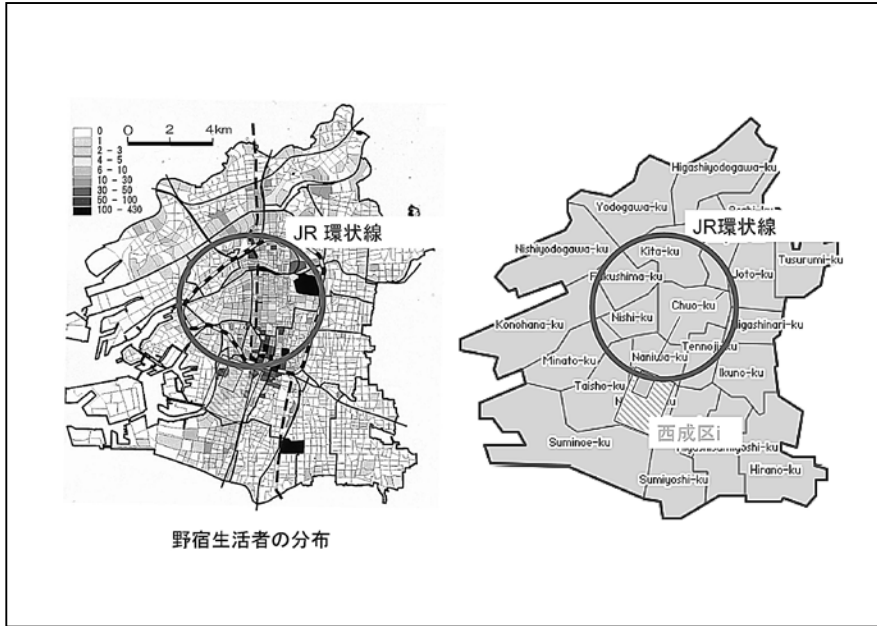 0
1
2 - 3
4 - 5
6 - 10
10 - 30
30 - 50
50 - 100
100 - 430
0 2 4km
JR 環状線
野宿生活者の分布
Higashiyodogawa-ku
Yodogawa-ku
JR環状線
Nishiyodogawa-ku
Kita-ku
Joto-ku
Tusurumi-ku
Fukushima-ku
Chuo-ku
Konohana-ku
Nishi-ku
Higashinari-ku
Tennoji-ku
Minato-ku
Naniwa-ku
Ikuno-ku
Taisho-ku
西成区i
Suminoe-ku
Higashisumiyoshi-ku
Hirano-ku
Sumiyoshi-ku